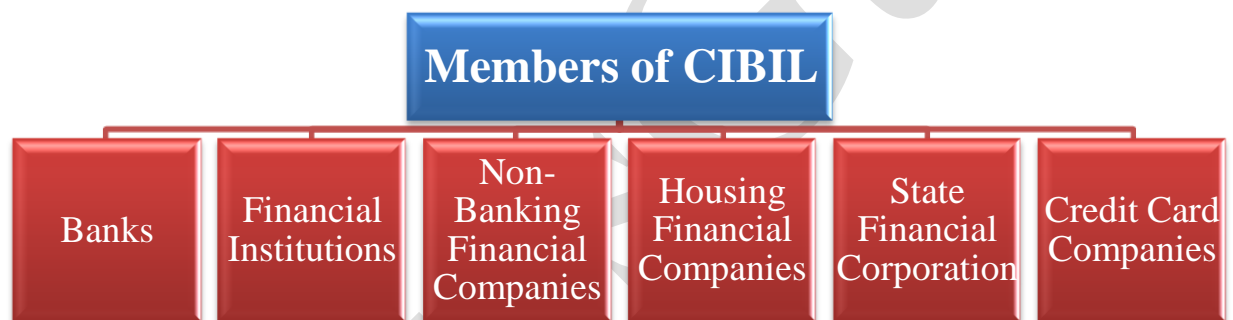 Members of CIBIL
Banks
Financial
Institutions
Non-
Banking
Financial
Companies
Housing
Financial
Companies
State
Financial
Corporation
Credit Card
Companies